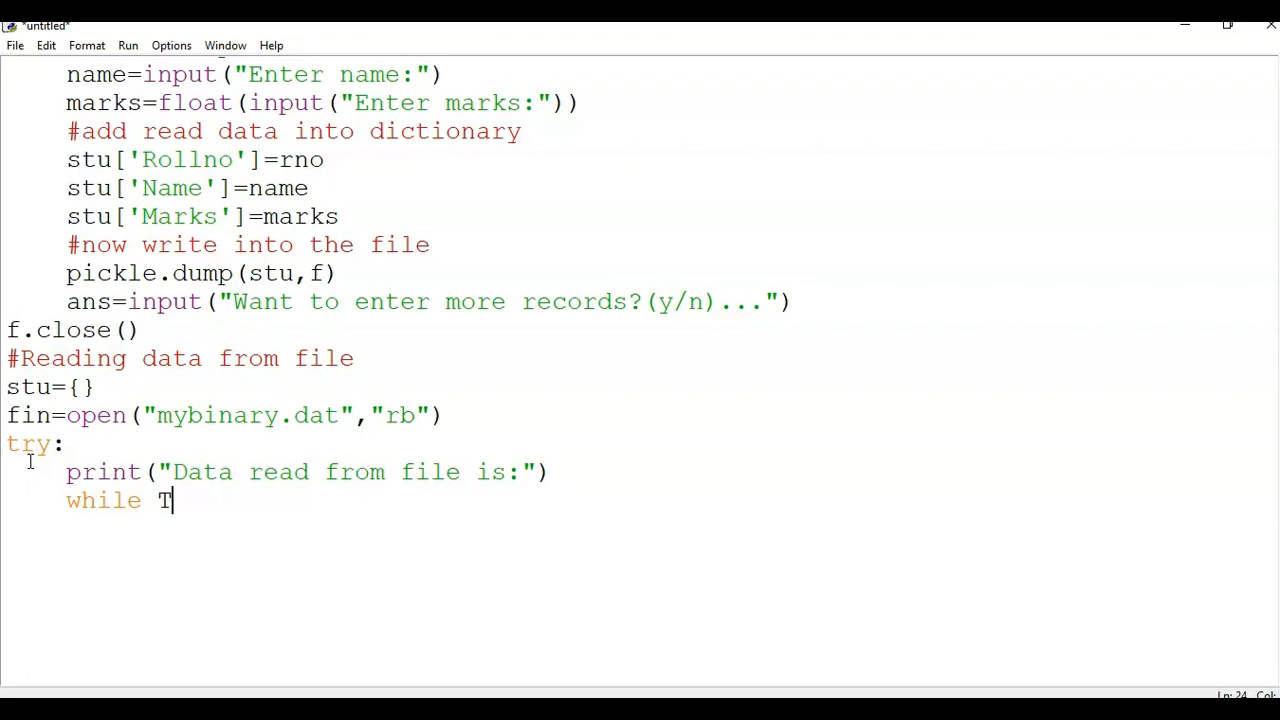 *untitled*
File Edit Format Run Options Window Help
name=input("Enter name:")
marks=float(input("Enter marks:"))
#add read data into dictionary
stu['Rollno']=rno
stu['Name']=name
stu['Marks']=marks
#now write into the file
pickle.dump(stu,f)
ans=input("Want to enter more records?(y/n)...")
f.close()
#Reading data from file
stu={}
fin=open("mybinary.dat","rb")
try:
print("Data read from file is:")
while T
Ln: 24 Col: